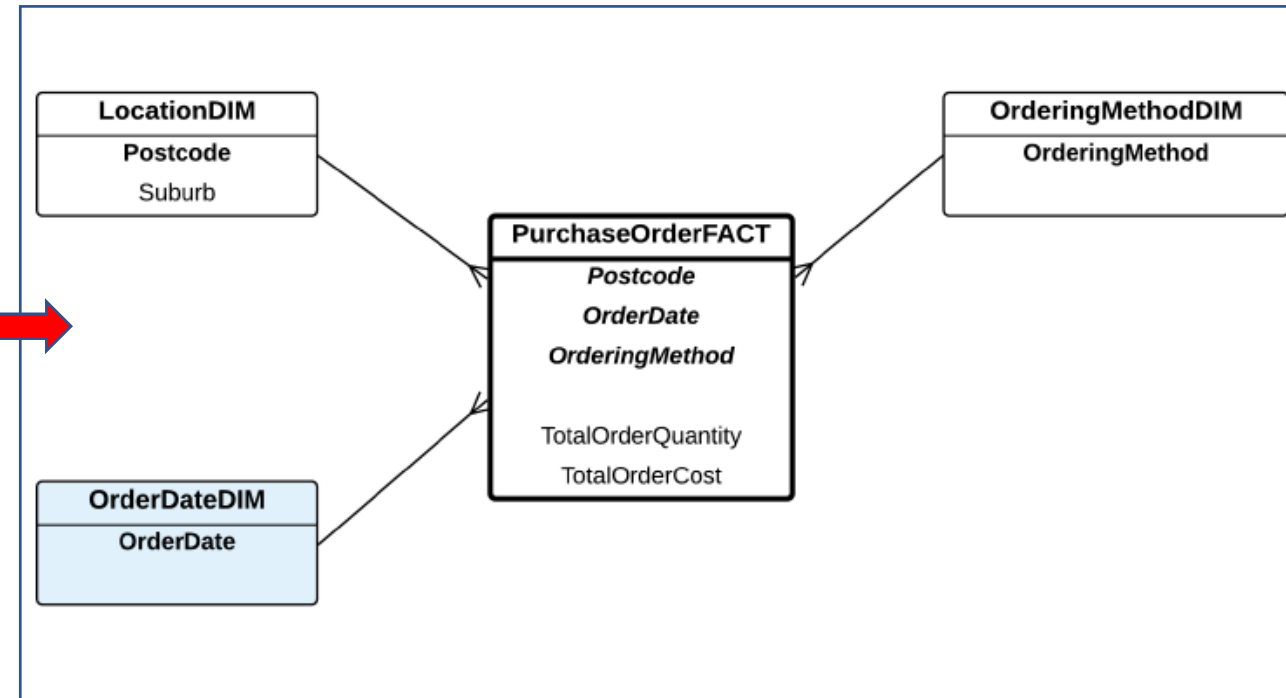 LocationDIM
Postcode
Suburb
OrderingMethodDIM
OrderingMethod
PurchaseOrderFACT
Postcode
OrderDate
OrderingMethod
TotalOrderQuantity
TotalOrderCost
OrderDateDIM
OrderDate